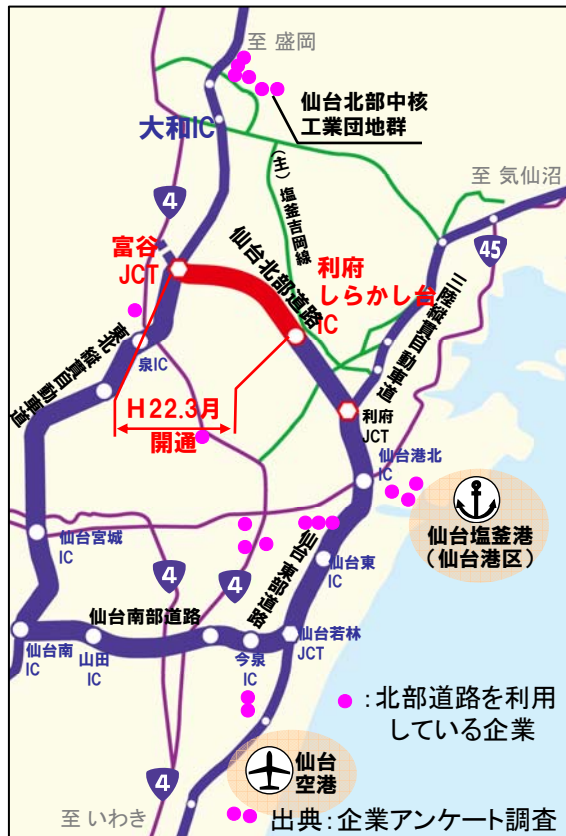 至 盛岡
仙台北部中核
工業団地群
大和IC
(主)塩釜吉岡線
至 気仙沼
4
45
富谷
JCT
仙台北部道路
利府
しらかし台
IC
三陸縦貫自動車道
東北縦貫自動車道
泉IC
H22.3月
開通
利府
JCT
仙台港北
IC
仙台塩釜港
(仙台港区)
仙台宮城
IC
4
4
仙台東部道路
仙台東
IC
仙台南部道路
仙台若林
JCT
仙台南
IC
山田
IC
今泉
IC
:北部道路を利用
している企業
仙台
空港
4
至 いわき
出典:企業アンケート調査